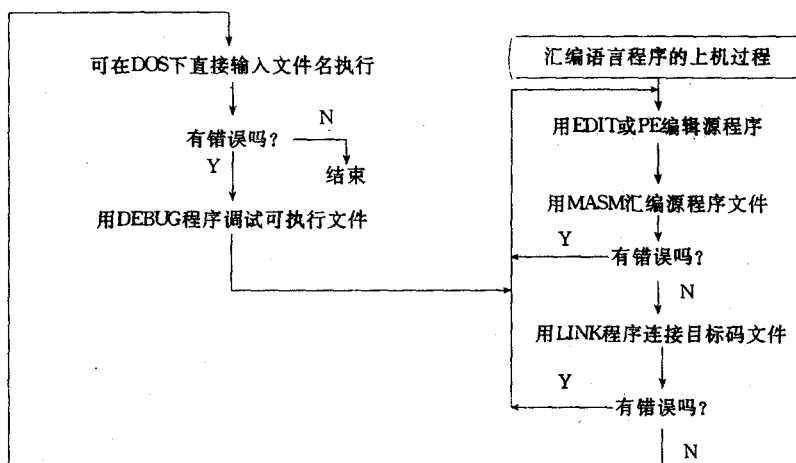 汇编语言程序的上机过程
用EDIT或PE编辑源程序
用MASM汇编源程序文件
Y
有错误吗?
N
用LINK程序连接目标码文件
Y
有错误吗?
N
可在DOS下直接输入文件名执行
N
有错误吗?
Y
结束
用DEBUG程序调试可执行文件